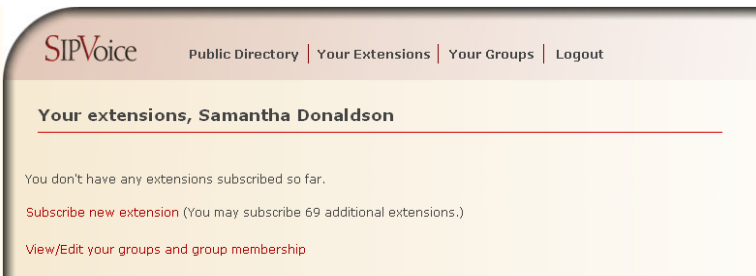 SIPVoice Public Directory | Your Extensions | Your Groups | Logout
Your extensions, Samantha Donaldson
You don't have any extensions subscribed so far.
Subscribe new extension (You may subscribe 69 additional extensions.)
View/Edit your groups and group membership